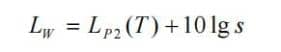 L_W = L_{P2}(T) + 10 lg s